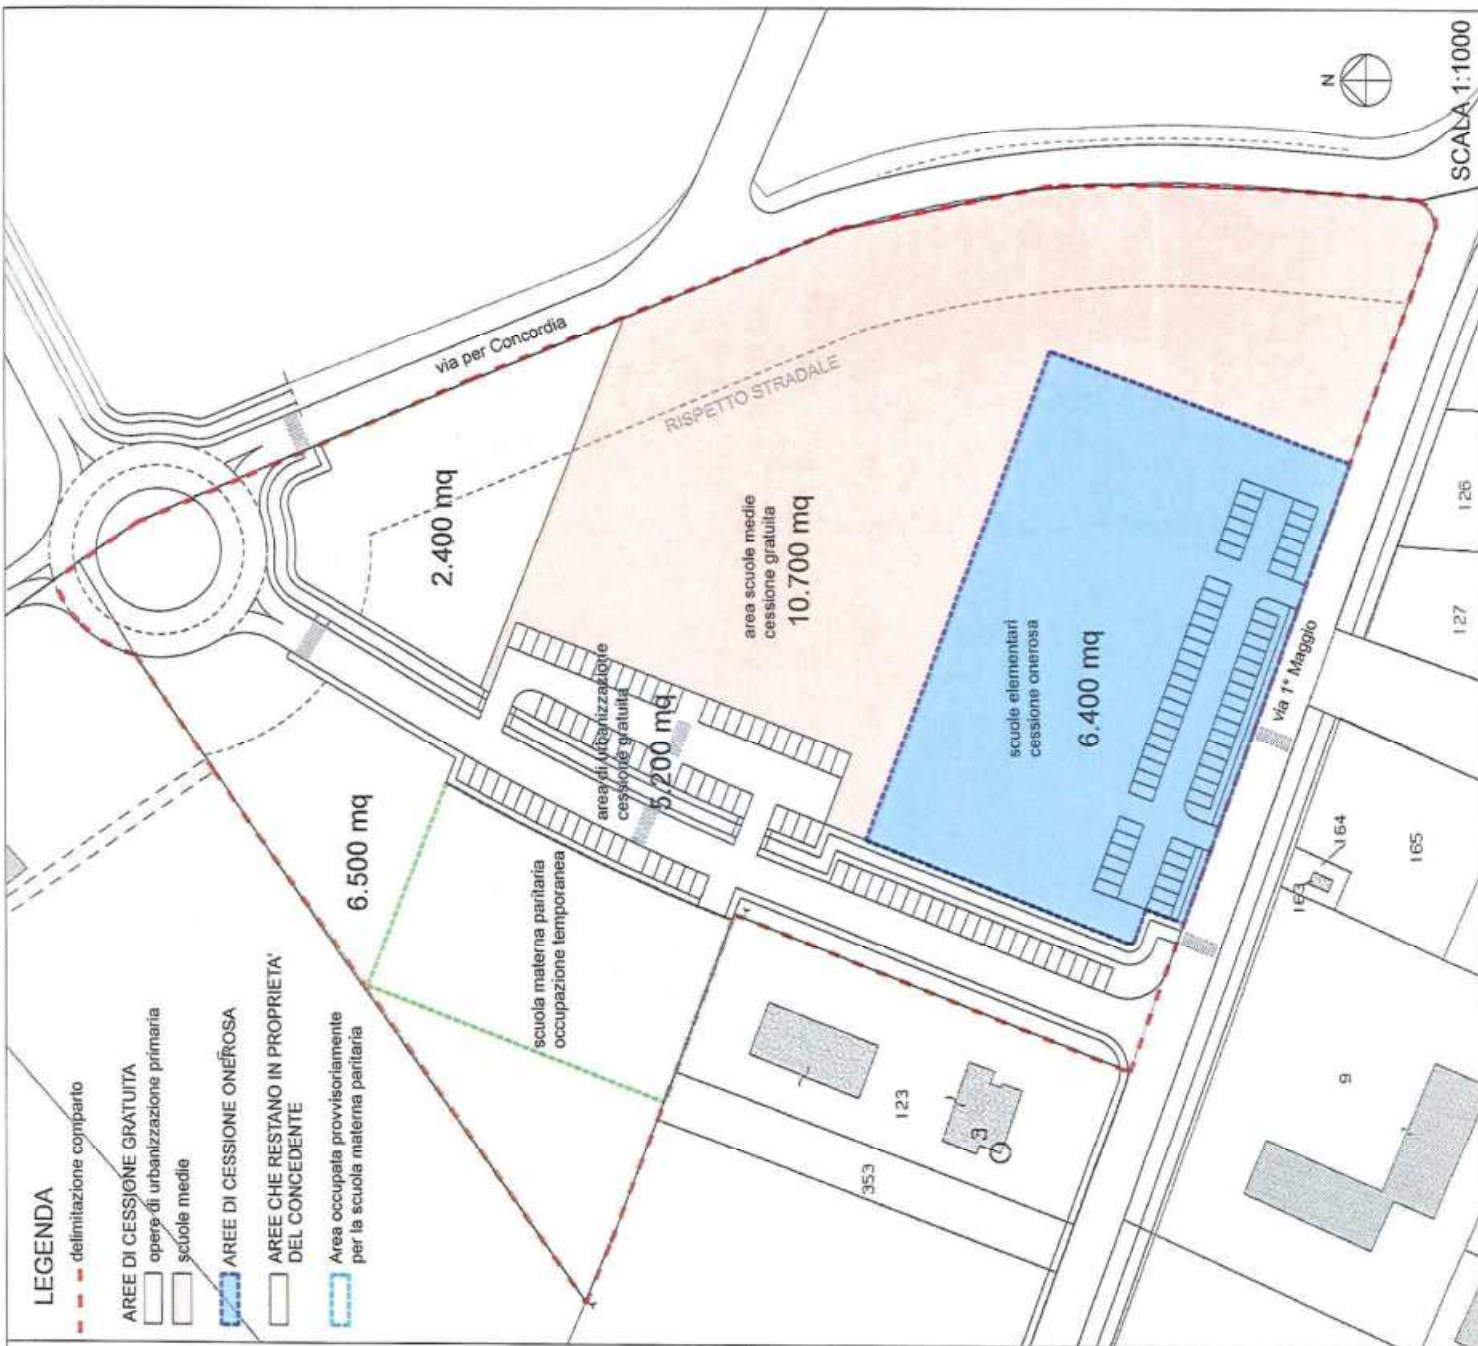 LEGENDA
delimitazione comparto
AREE DI CESSIONE GRATUITA
opere di urbanizzazione primaria
scuole medie
AREE DI CESSIONE ONEROSA
AREE CHE RESTANO IN PROPRIETA'
DEL CONCEDENTE
Area occupata provvisoriamente
per la scuola materna paritaria
6.500 mq
2.400 mq
via per Concordia
RISPETTO STRADALE
scuola materna paritaria
occupazione temporanea
area di urbanizzazione
cessione gratuita
5.200 mq
area scuole medie
cessione gratuita
10.700 mq
scuole elementari
cessione onerosa
6.400 mq
via 1° Maggio
353
123
3
9
163
164
165
127
126
N
SCALA 1:1000